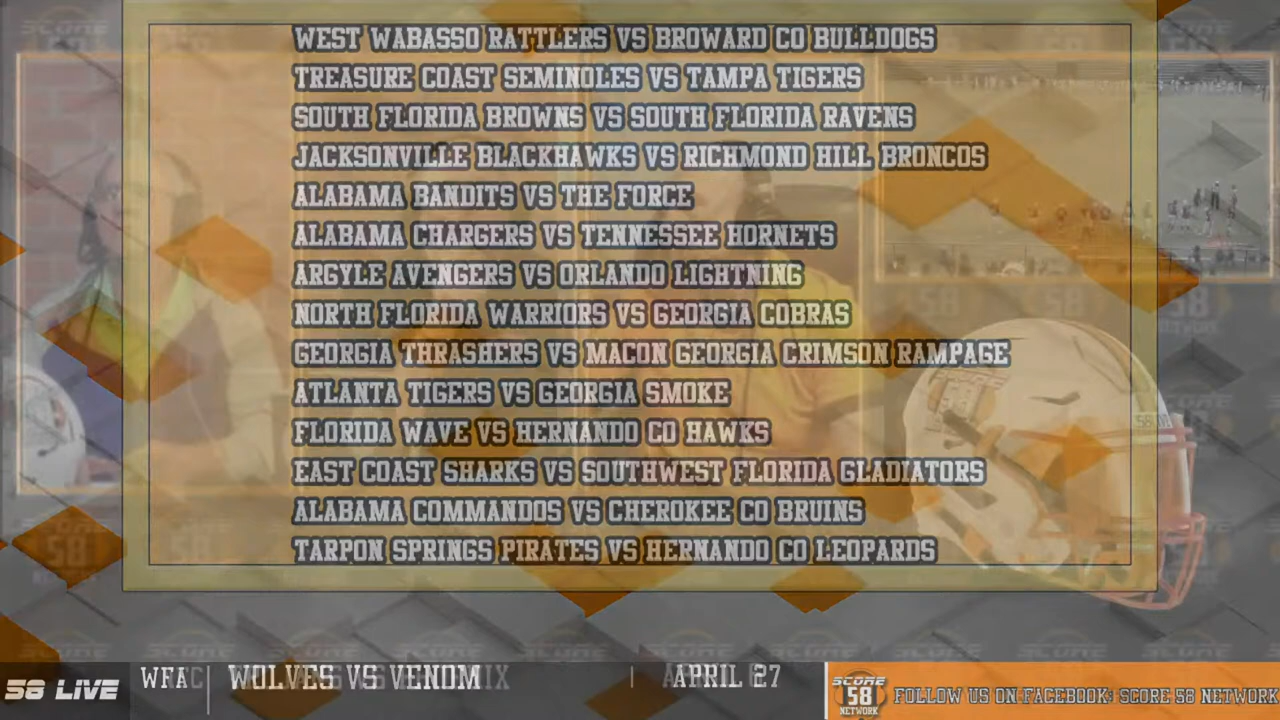 WEST WABASSO RATTLERS VS BROWARD CO BULLDOGS
TREASURE COAST SEMINOLES VS TAMPA TIGERS
SOUTH FLORIDA BROWNS VS SOUTH FLORIDA RAVENS
JACKSONVILLE BLACKHAWKS VS RICHMOND HILL BRONCOS
ALABAMA BANDITS VS THE FORCE
ALABAMA CHARGERS VS TENNESSEE HORNETS
ARGYLE AVENGERS VS ORLANDO LIGHTNING
NORTH FLORIDA WARRIORS VS GEORGIA COBRAS
GEORGIA THRASHERS VS MACON GEORGIA CRIMSON RAMPAGE
ATLANTA TIGERS VS GEORGIA SMOKE
FLORIDA WAVE VS HERNANDO CO HAWKS
EAST COAST SHARKS VS SOUTHWEST FLORIDA GLADIATORS
ALABAMA COMMANDOS VS CHEROKEE CO BRUINS
TARPON SPRINGS PIRATES VS HERNANDO CO LEOPARDS
58 LIVE
WFA
WOLVES VS VENOM
APRIL 27
SCORE
58
NETWORK
FOLLOW US ON FACEBOOK: SCORE 58 NETWORK